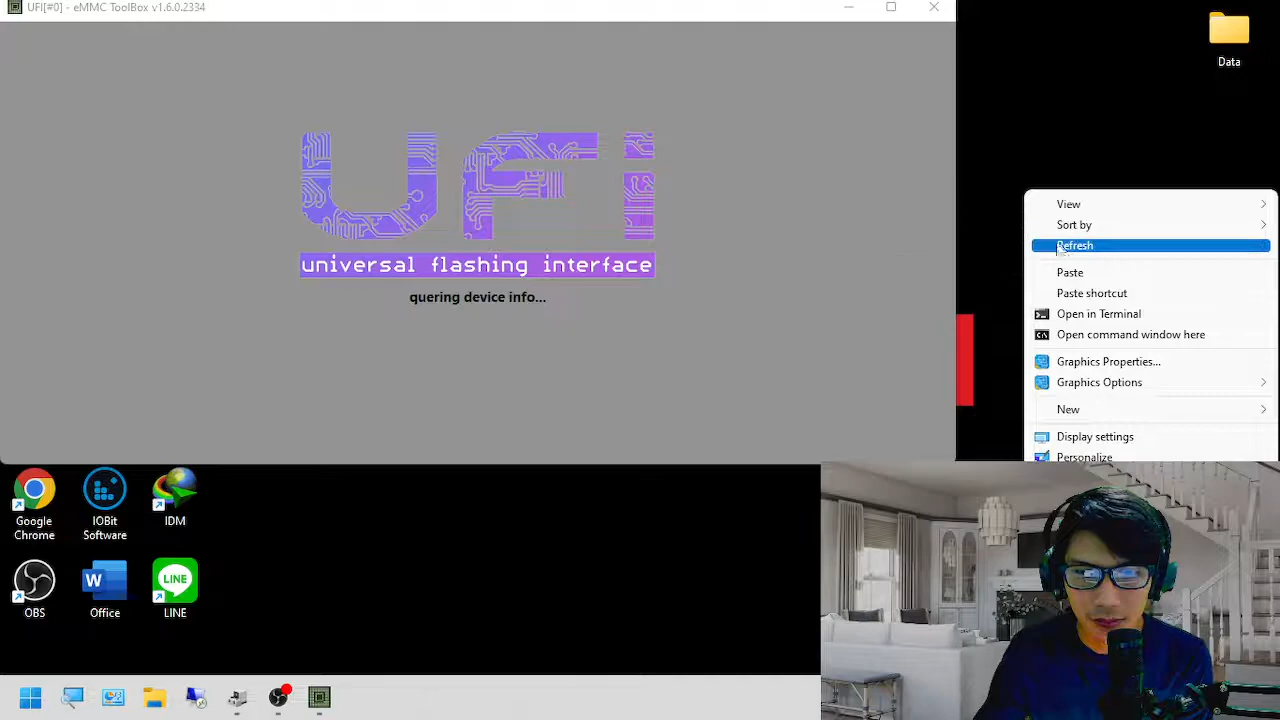 UFI[#0] - eMMC ToolBox v1.6.0.2334
UFi
universal flashing interface
quering device info...
Data
View
Sort by
Refresh
Paste
Paste shortcut
Open in Terminal
Open command window here
Graphics Properties...
Graphics Options
New
Display settings
Personalize
Google
Chrome
IOBit
Software
IDM
OBS
Office
LINE
LINE